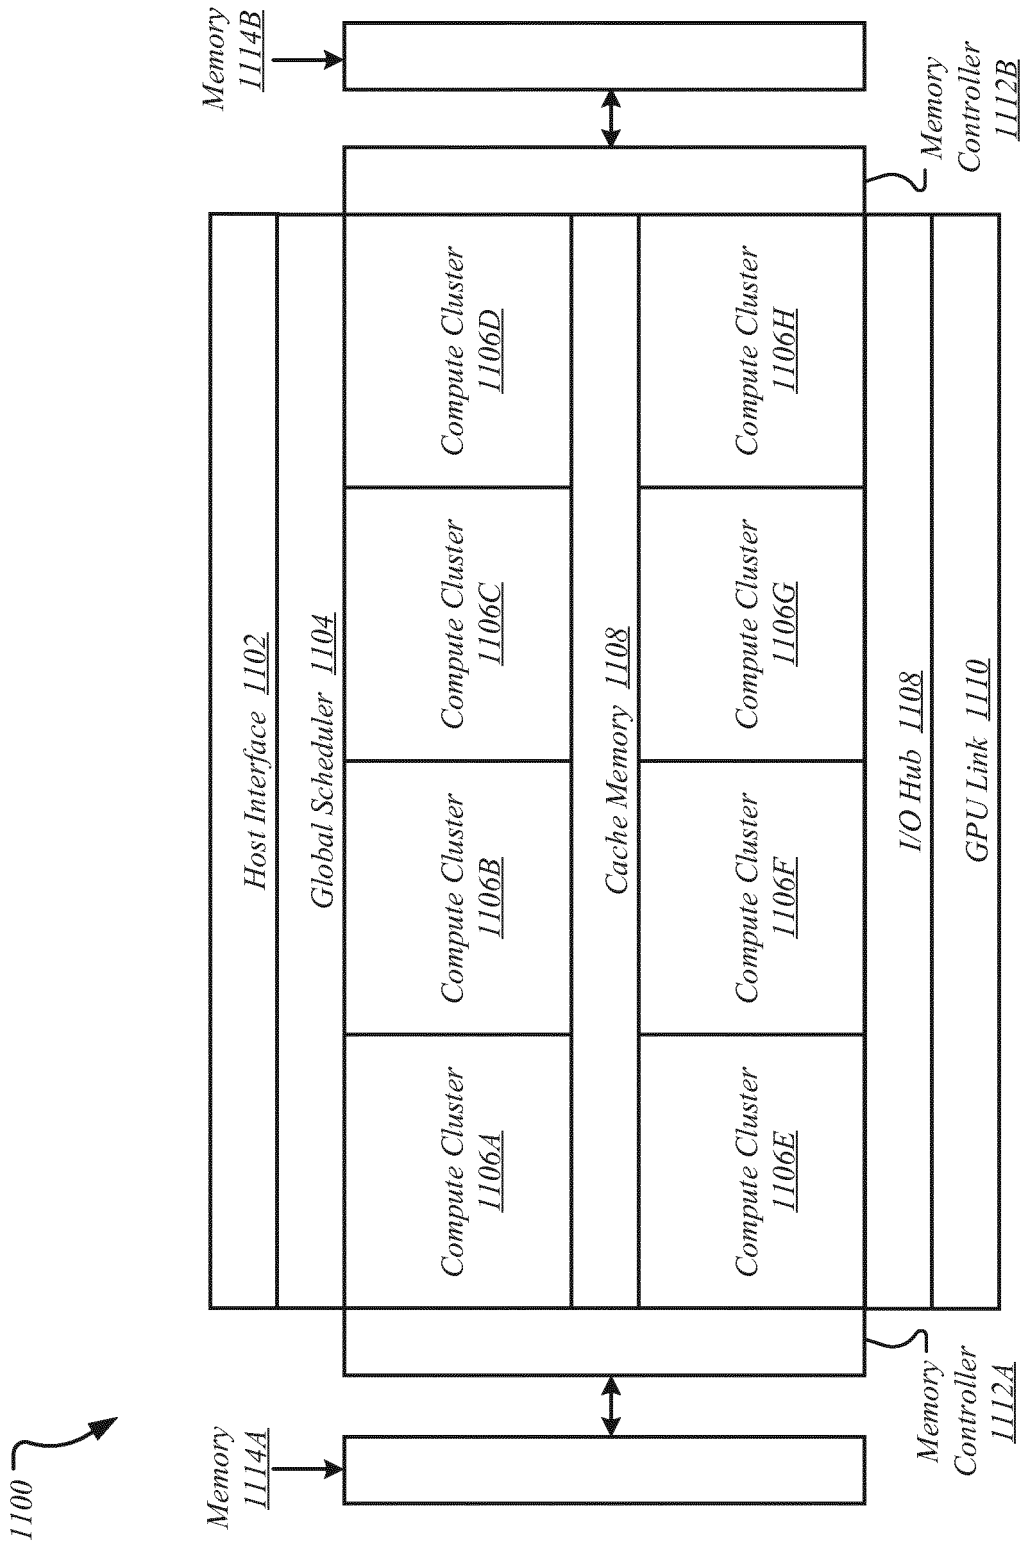 1100
Host Interface 1102
Global Scheduler 1104
Memory
1114A
Memory
1114B
Compute Cluster
1106A
Compute Cluster
1106B
Compute Cluster
1106C
Compute Cluster
1106D
Cache Memory 1108
Compute Cluster
1106E
Compute Cluster
1106F
Compute Cluster
1106G
Compute Cluster
1106H
I/O Hub 1108
Memory
Controller
1112A
Memory
Controller
1112B
GPU Link 1110